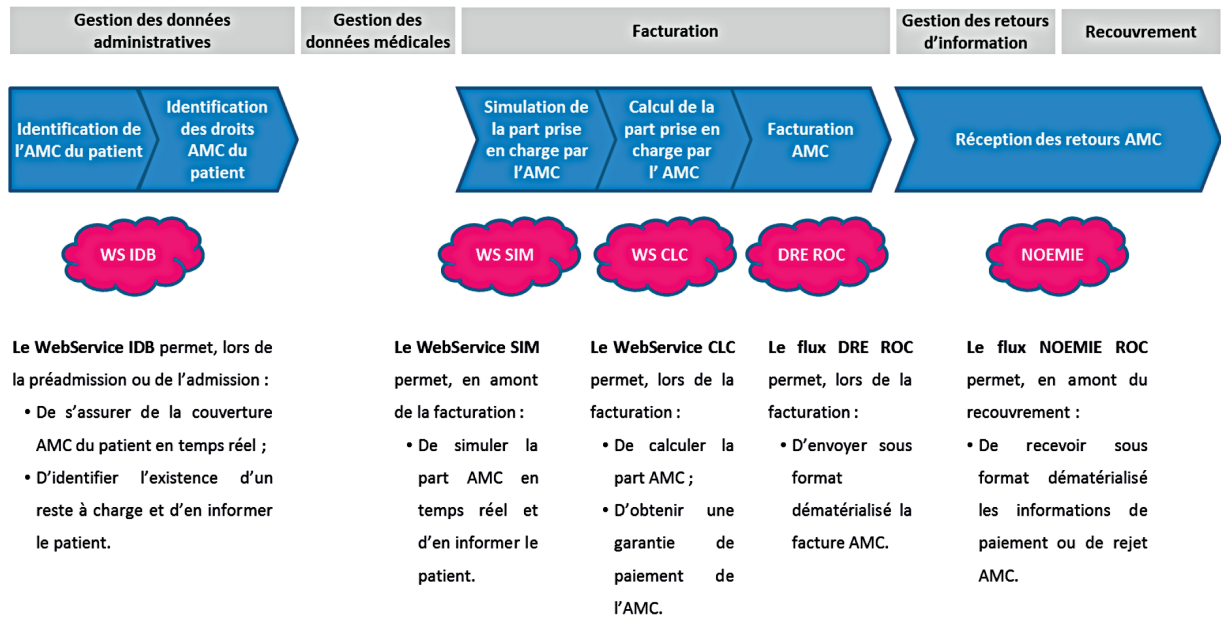 Gestion des données
administratives
Gestion des
données médicales
Facturation
Gestion des retours
d'information
Recouvrement
Identification de
l'AMC du patient
Identification
des droits
AMC du
patient
Simulation de
la part prise
en charge par
l'AMC
Calcul de la
part prise en
charge par
l' AMC
Facturation
AMC
Réception des retours AMC
WS IDB
WS SIM
WS CLC
DRE ROC
NOEMIE
Le WebService IDB permet, lors de
la préadmission ou de l'admission :
• De s'assurer de la couverture
AMC du patient en temps réel ;
• D'identifier l'existence d'un
reste à charge et d'en informer
le patient.
Le WebService SIM
permet, en amont
de la facturation :
• De simuler la
part AMC en
temps réel et
d'en informer le
patient.
Le WebService CLC
permet, lors de la
facturation :
• De calculer la
part AMC ;
• D'obtenir une
garantie de
paiement de
l'AMC.
Le flux DRE ROC
permet, lors de la
facturation :
• D'envoyer sous
format
dématérialisé la
facture AMC.
Le flux NOEMIE ROC
permet, en amont du
recouvrement :
• De recevoir sous
format dématérialisé
les informations de
paiement ou de rejet
AMC.